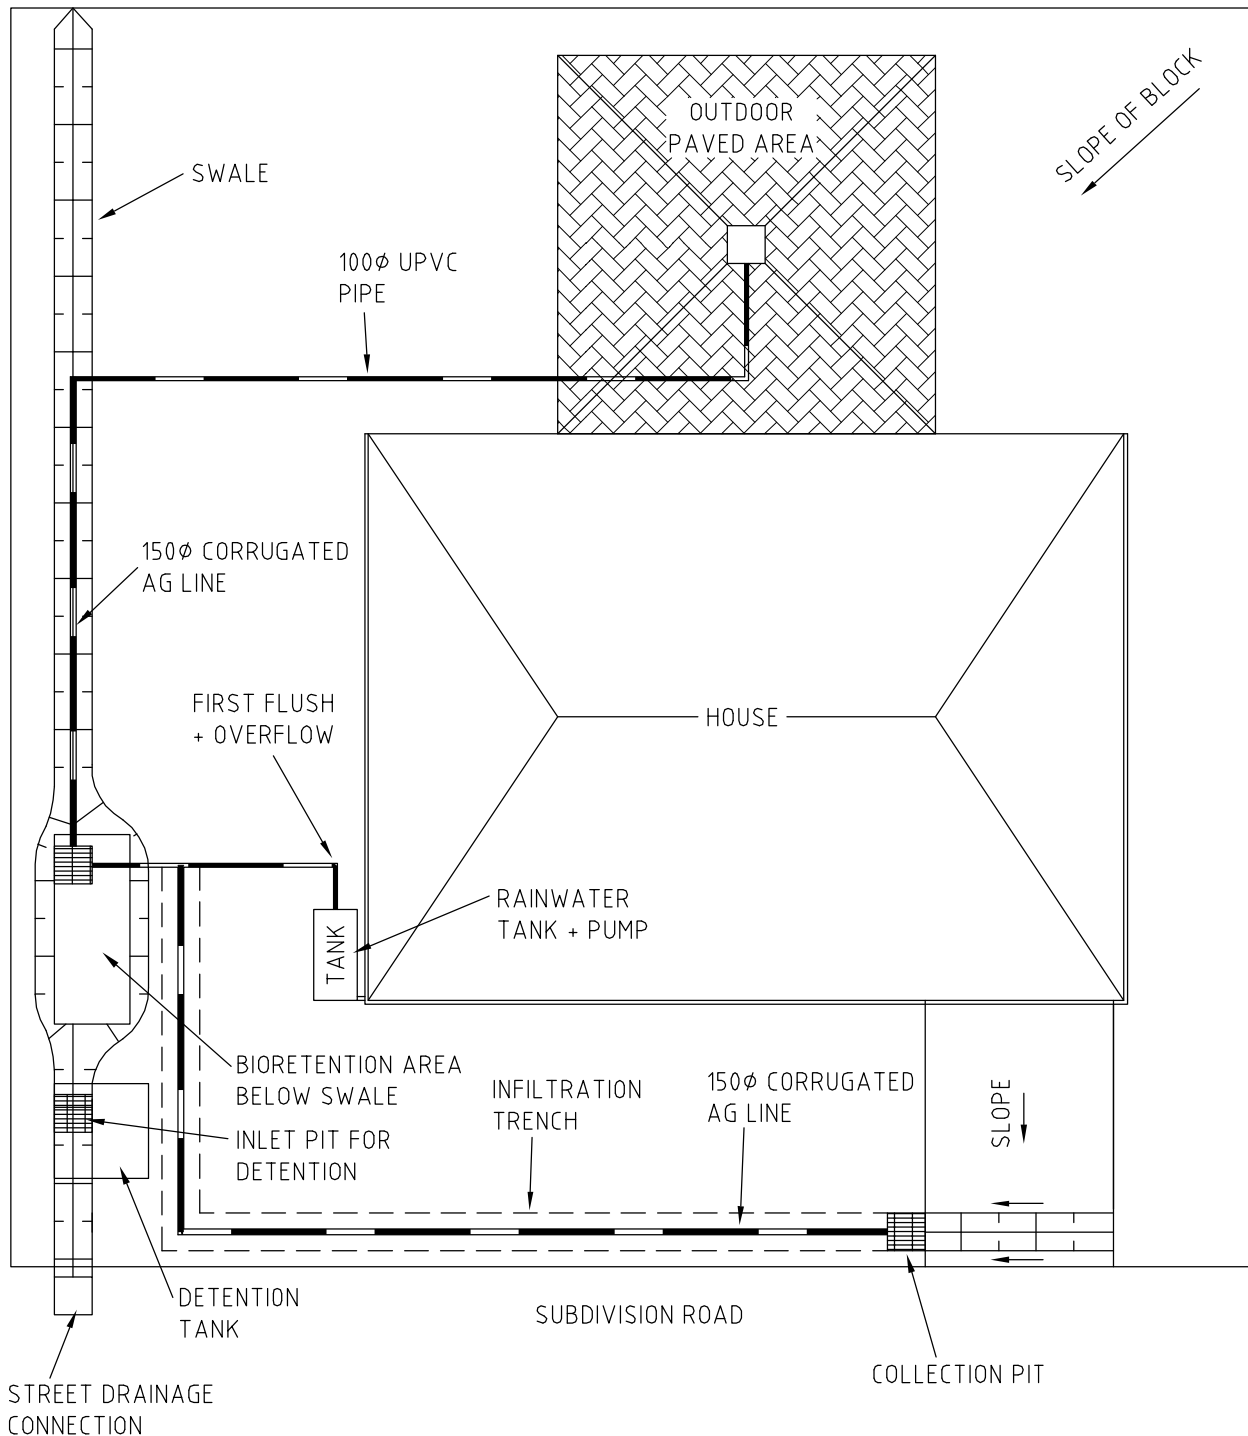 OUTDOOR
PAVED AREA
SLOPE OF BLOCK
SWALE
100Ø UPVC
PIPE
150Ø CORRUGATED
AG LINE
FIRST FLUSH
+ OVERFLOW
HOUSE
RAINWATER
TANK + PUMP
TANK
BIORETENTION AREA
BELOW SWALE
INFILTRATION
TRENCH
150Ø CORRUGATED
AG LINE
SLOPE
INLET PIT FOR
DETENTION
DETENTION
TANK
SUBDIVISION ROAD
COLLECTION PIT
STREET DRAINAGE
CONNECTION